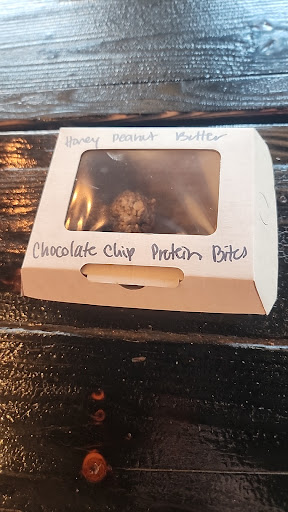 Honey Peanut Butter
Chocolate Chip Protein Bites